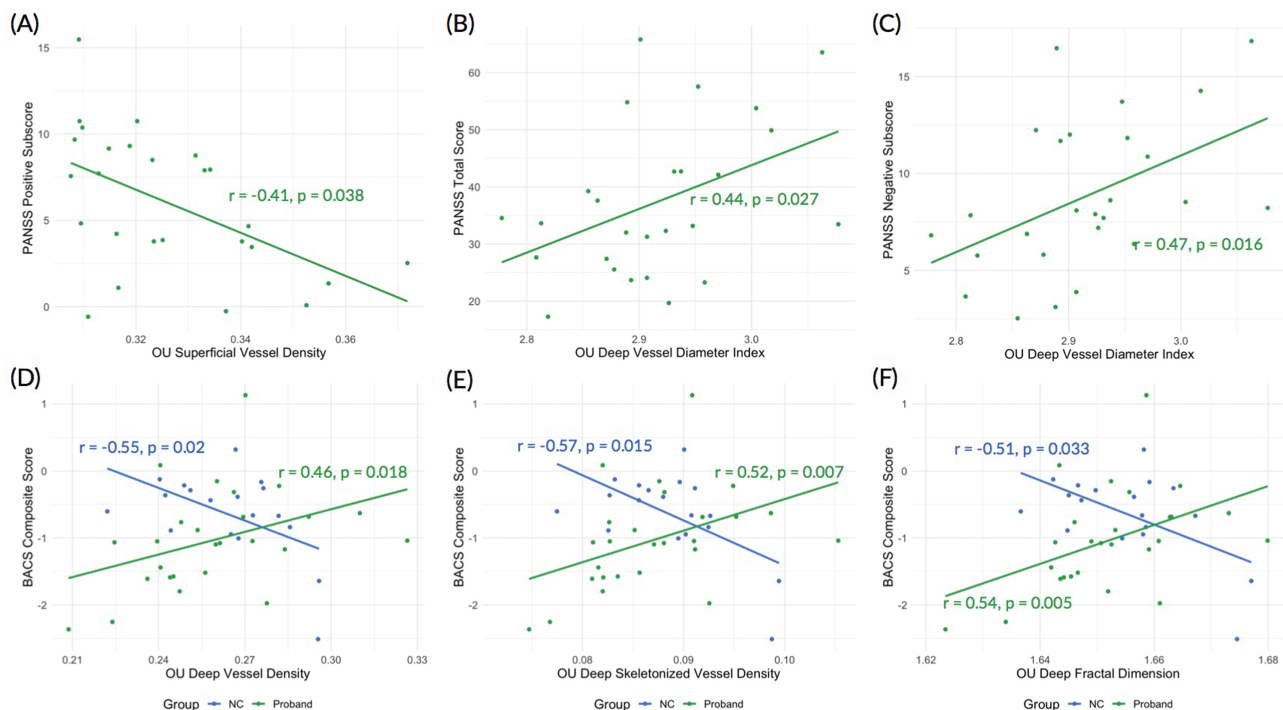 (A)
PANSS Positive Subscore
15
10
5
0
r = -0.41, p = 0.038
0.32 0.34 0.36
OU Superficial Vessel Density
(B)
PANSS Total Score
60
50
40
30
20
r = 0.44, p = 0.027
2.8 2.9 3.0
OU Deep Vessel Diameter Index
(C)
PANSS Negative Subscore
15
10
5
r = 0.47, p = 0.016
2.8 2.9 3.0
OU Deep Vessel Diameter Index
(D)
BACS Composite Score
1
0
-1
-2
r = -0.55, p = 0.02
r = 0.46, p = 0.018
0.21 0.24 0.27 0.30 0.33
OU Deep Vessel Density
Group NC Proband
(E)
BACS Composite Score
1
0
-1
-2
r = -0.57, p = 0.015
r = 0.52, p = 0.007
0.08 0.09 0.10
OU Deep Skeletonized Vessel Density
Group NC Proband
(F)
BACS Composite Score
1
0
-1
-2
r = -0.51, p = 0.033
r = 0.54, p = 0.005
1.62 1.64 1.66 1.68
OU Deep Fractal Dimension
Group NC Proband